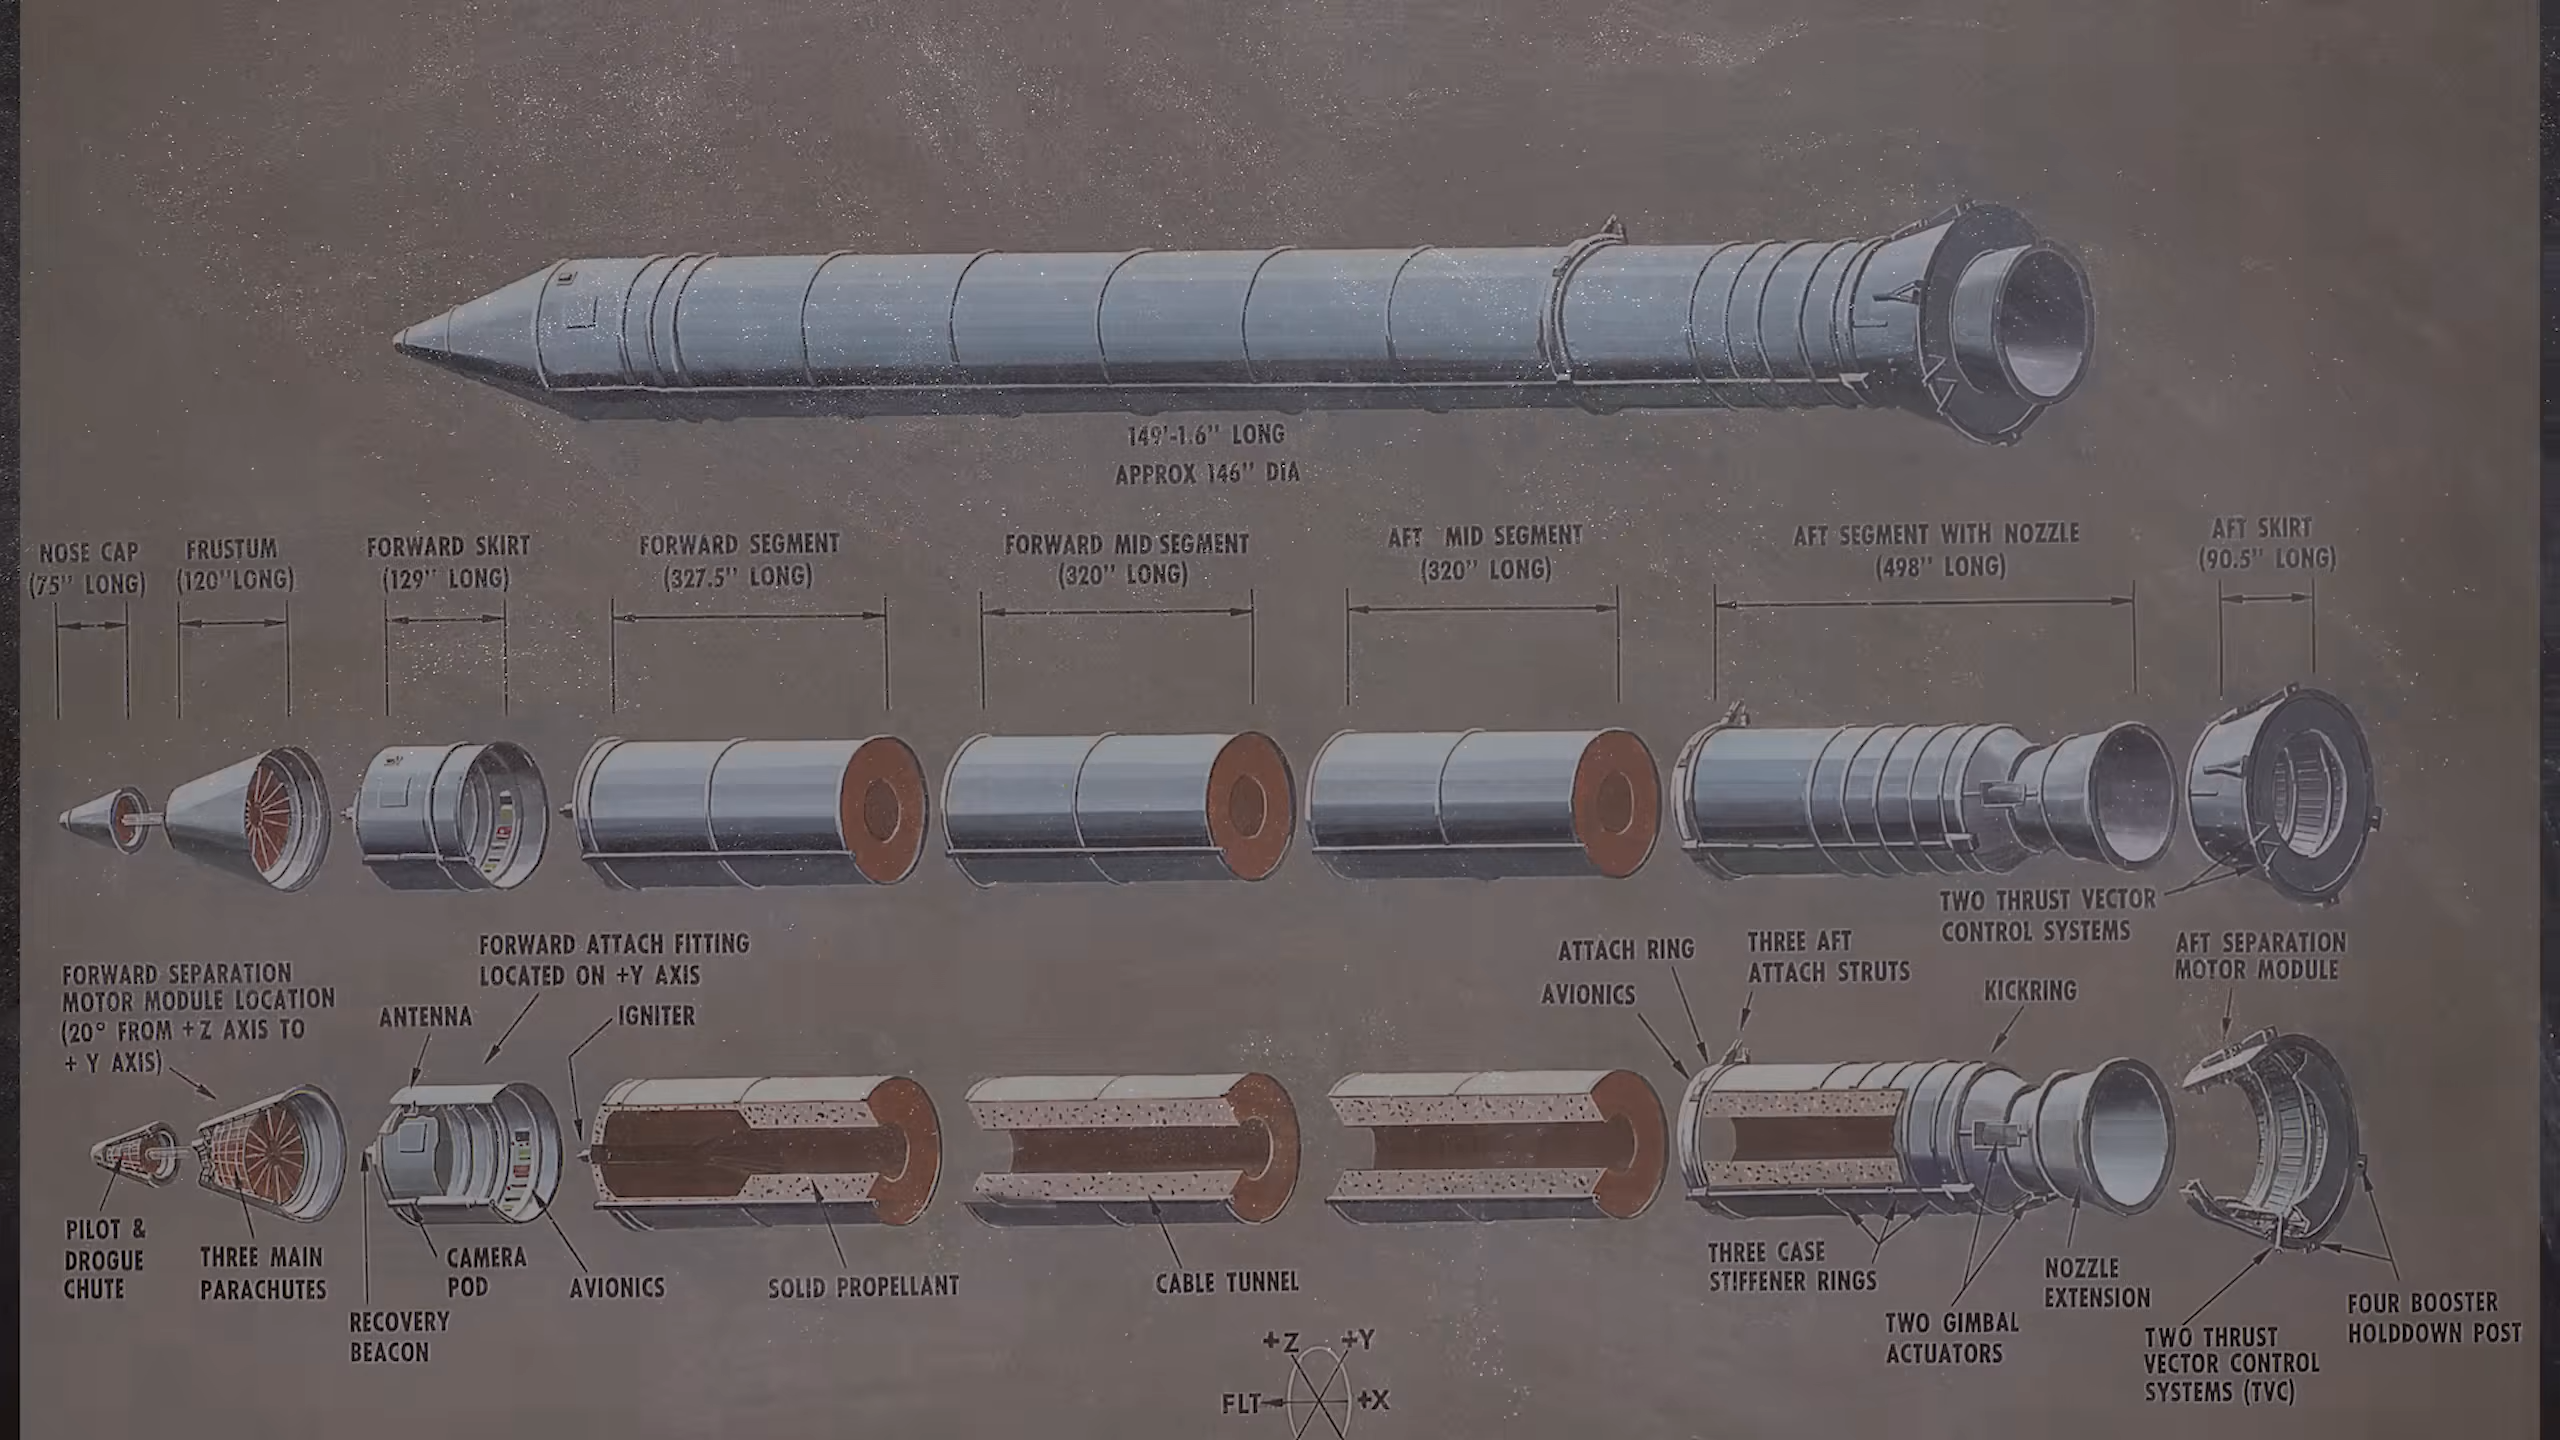 149'-1.6" LONG
APPROX 146" DIA
NOSE CAP
(75" LONG)
FRUSTUM
(120" LONG)
FORWARD SKIRT
(129" LONG)
FORWARD SEGMENT
(327.5" LONG)
FORWARD MID SEGMENT
(320" LONG)
AFT MID SEGMENT
(320" LONG)
AFT SEGMENT WITH NOZZLE
(498" LONG)
AFT SKIRT
(90.5" LONG)
TWO THRUST VECTOR
CONTROL SYSTEMS
FORWARD SEPARATION
MOTOR MODULE LOCATION
(20° FROM +Z AXIS TO
+ Y AXIS)
ANTENNA
FORWARD ATTACH FITTING
LOCATED ON +Y AXIS
IGNITER
AVIONICS
ATTACH RING
THREE AFT
ATTACH STRUTS
KICKRING
AFT SEPARATION
MOTOR MODULE
PILOT &
DROGUE
CHUTE
THREE MAIN
PARACHUTES
RECOVERY
BEACON
CAMERA
POD
AVIONICS
SOLID PROPELLANT
CABLE TUNNEL
THREE CASE
STIFFENER RINGS
TWO GIMBAL
ACTUATORS
NOZZLE
EXTENSION
TWO THRUST
VECTOR CONTROL
SYSTEMS (TVC)
FOUR BOOSTER
HOLDDOWN POST
+Z
+Y
FLT
+X